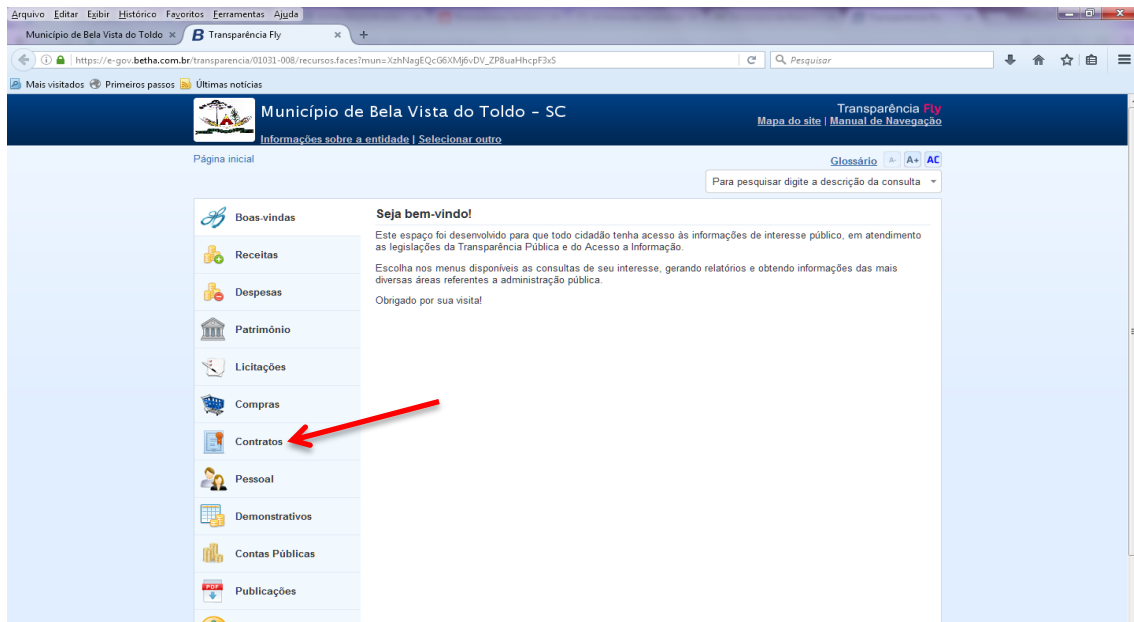 Arquivo Editar Exibir Histórico Favoritos Ferramentas Ajuda
Município de Bela Vista do Toldo × B Transparência Fly × +
https://e-gov.betha.com.br/transparencia/01031-008/recursos.faces?mun=XzhNagEQcG6XMj6vDV_ZP8uaHhcpF3xS Pesquisar
Mais visitados Primeiros passos Últimas notícias
Município de Bela Vista do Toldo - SC
Transparência Fly
Mapa do site | Manual de Navegação
Informações sobre a entidade | Selecionar outro
Página inicial
Glossário A- A+ AC
Para pesquisar digite a descrição da consulta
Boas-vindas
Receitas
Despesas
Patrimônio
Licitações
Compras
Contratos
Pessoal
Demonstrativos
Contas Públicas
PDF
Publicações
Seja bem-vindo!
Este espaço foi desenvolvido para que todo cidadão tenha acesso às informações de interesse público, em atendimento
as legislações da Transparência Pública e do Acesso a Informação.
Escolha nos menus disponíveis as consultas de seu interesse, gerando relatórios e obtendo informações das mais
diversas áreas referentes a administração pública.
Obrigado por sua visita!